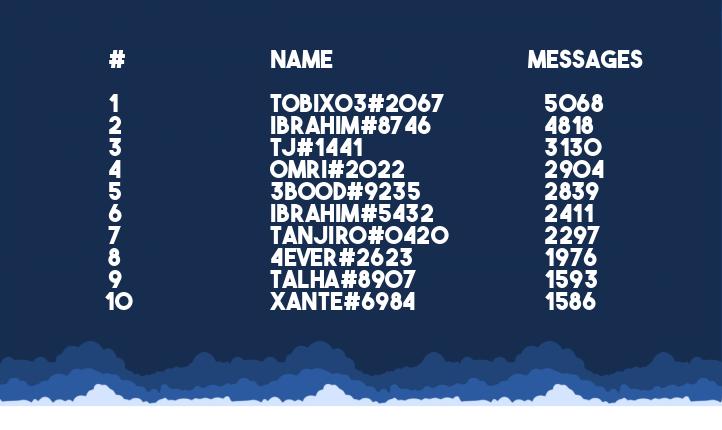 # NAME MESSAGES
1 TOBIX03#2067 5068
2 IBRAHIM#8746 4818
3 TJ#1441 3130
4 OMRI#2022 2904
5 3BOOD#9235 2839
6 IBRAHIM#5432 2411
7 TANJIRO#0420 2297
8 4EVER#2623 1976
9 TALHA#8907 1593
10 XANTE#6984 1586